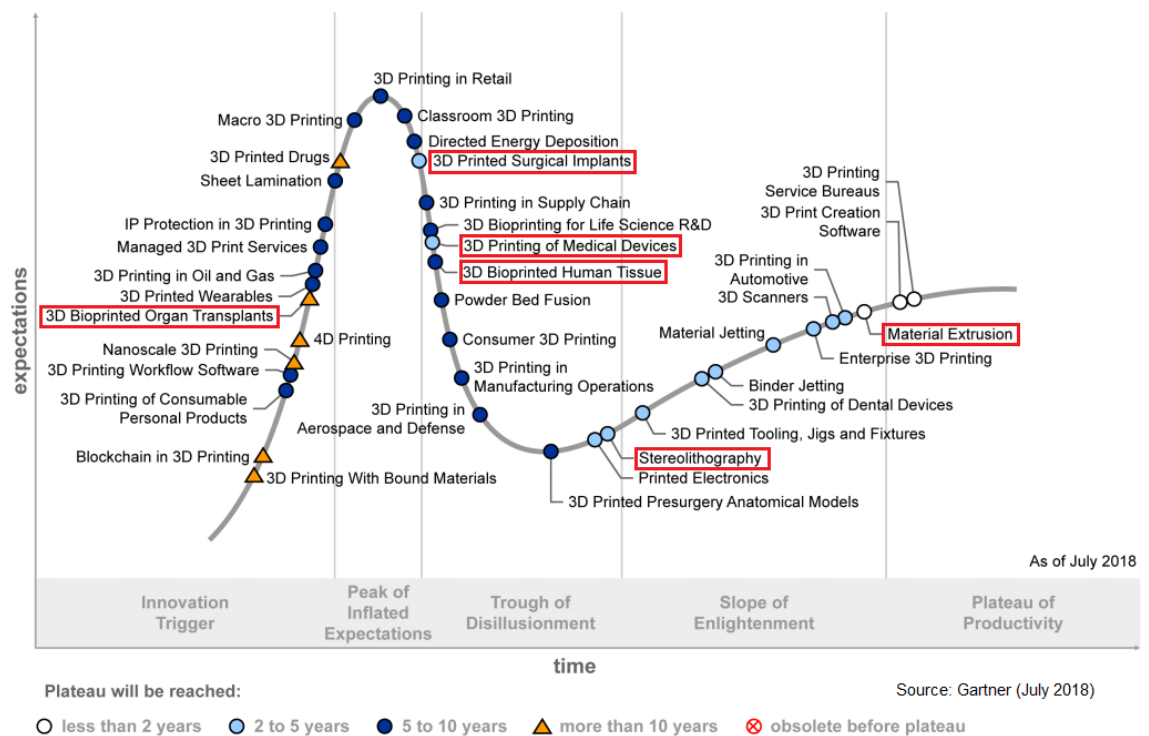 3D Printing in Retail
Macro 3D Printing
Classroom 3D Printing
Directed Energy Deposition
3D Printed Drugs
3D Printed Surgical Implants
Sheet Lamination
3D Printing in Supply Chain
IP Protection in 3D Printing
3D Bioprinting for Life Science R&D
Managed 3D Print Services
3D Printing of Medical Devices
3D Printing in Oil and Gas
3D Bioprinted Human Tissue
3D Printed Wearables
Powder Bed Fusion
3D Bioprinted Organ Transplants
4D Printing
Consumer 3D Printing
Nanoscale 3D Printing
3D Printing Workflow Software
3D Printing in
Manufacturing Operations
3D Printing of Consumable
Personal Products
3D Printing in
Aerospace and Defense
Blockchain in 3D Printing
3D Printing With Bound Materials
3D Printing
Service Bureaus
3D Print Creation
Software
3D Printing in
Automotive
3D Scanners
Material Jetting
Material Extrusion
Enterprise 3D Printing
Binder Jetting
3D Printing of Dental Devices
3D Printed Tooling, Jigs and Fixtures
Stereolithography
Printed Electronics
3D Printed Presurgery Anatomical Models
expectations
As of July 2018
Innovation
Trigger
Peak of
Inflated
Expectations
Trough of
Disillusionment
Slope of
Enlightenment
Plateau of
Productivity
time
Plateau will be reached:
Source: Gartner (July 2018)
less than 2 years
2 to 5 years
5 to 10 years
more than 10 years
obsolete before plateau